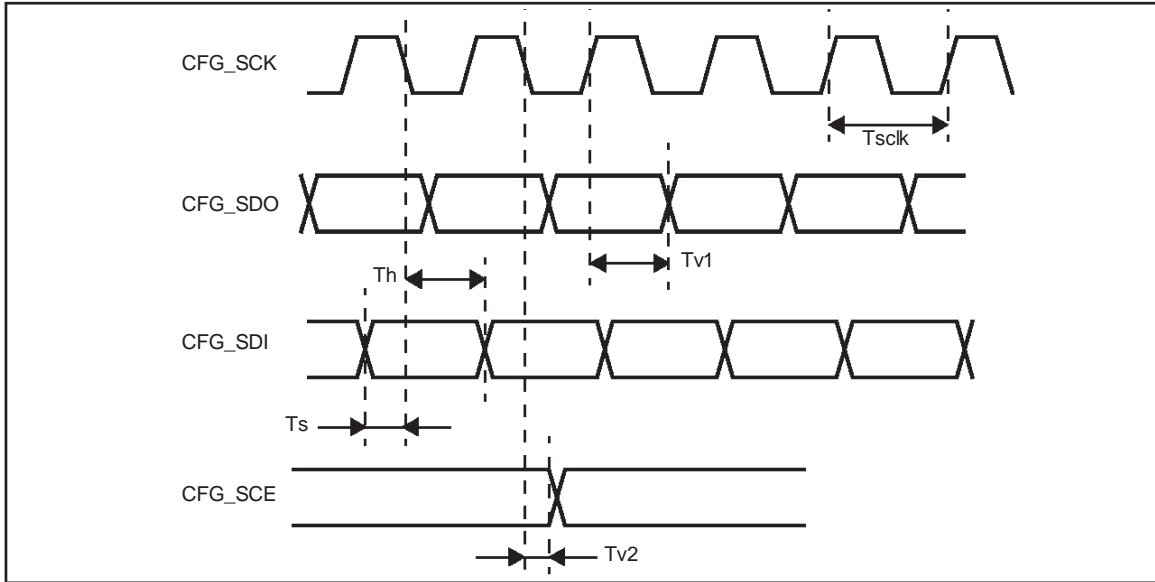 CFG_SCK
Tsclk
CFG_SDO
Th
Tv1
CFG_SDI
Ts
CFG_SCE
Tv2